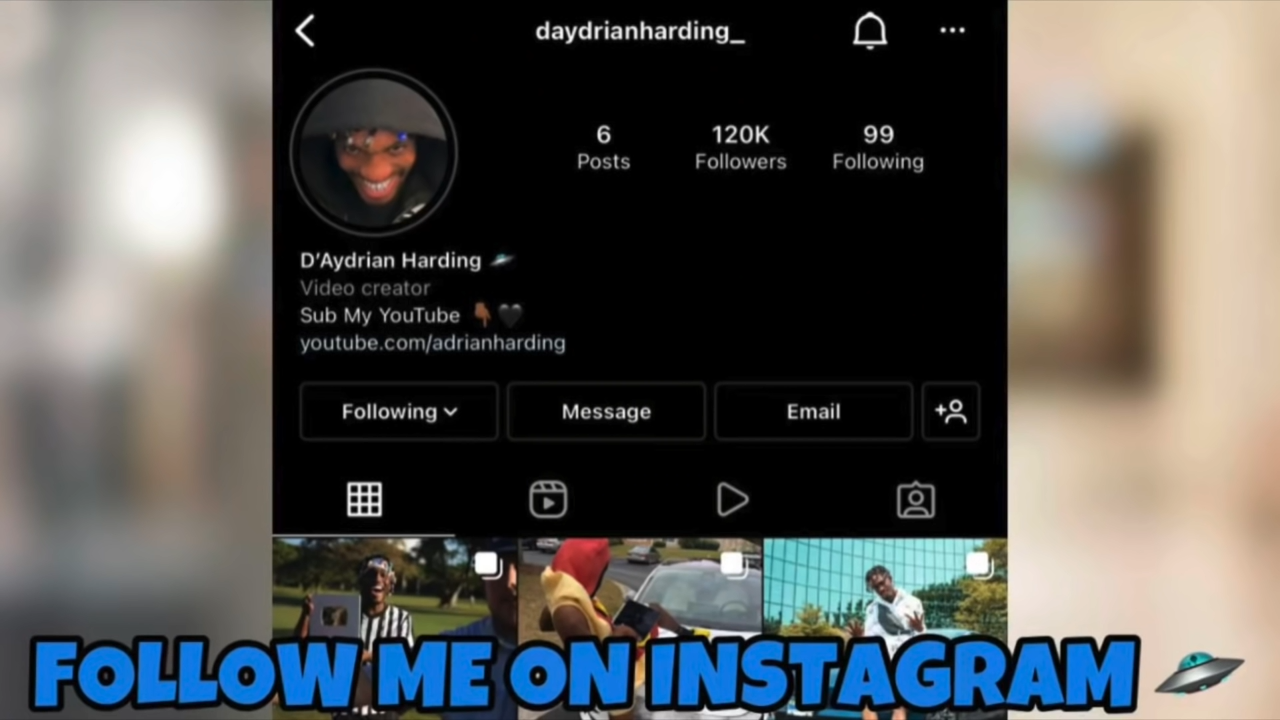 daydrianharding_
6 120K 99
Posts Followers Following
D'Aydrian Harding 🛸
Video creator
Sub My YouTube 👇🏾🖤
youtube.com/adrianharding
Following Message Email
FOLLOW ME ON INSTAGRAM 🛸